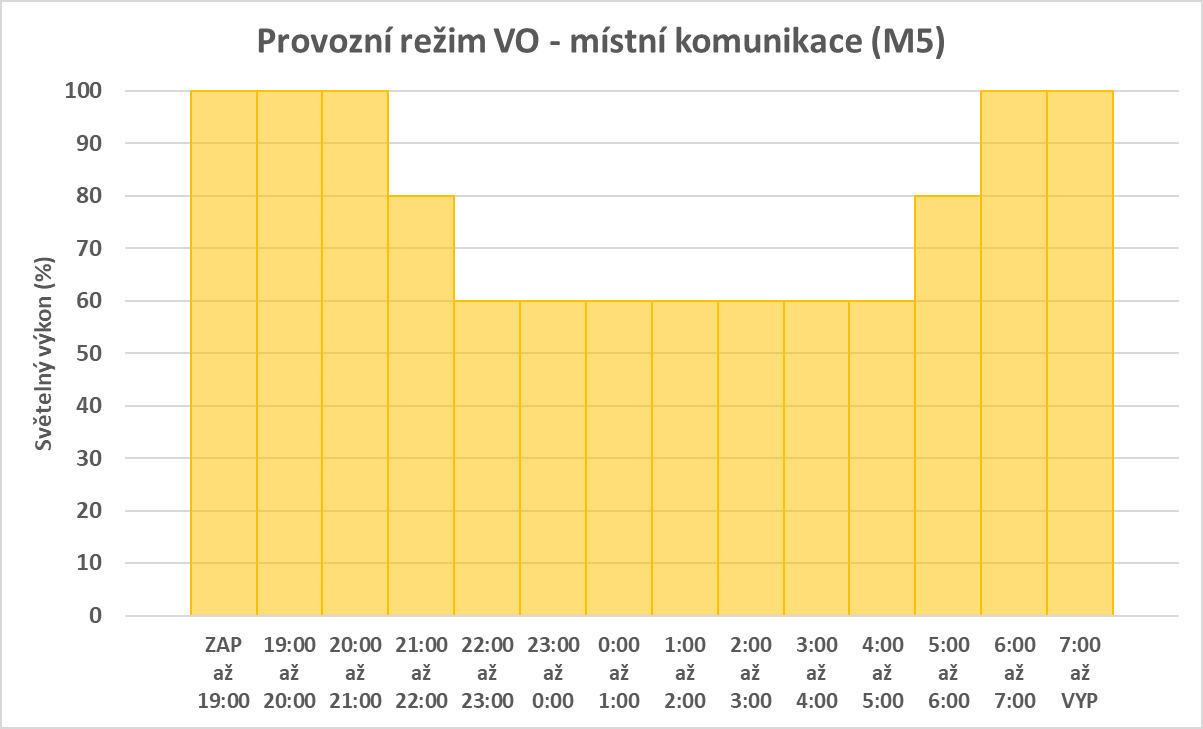 Provozní režim VO - místní komunikace (M5)
Světelný výkon (%)
100
90
80
70
60
50
40
30
20
10
0
ZAP až 19:00
19:00 až 20:00
20:00 až 21:00
21:00 až 22:00
22:00 až 23:00
23:00 až 0:00
0:00 až 1:00
1:00 až 2:00
2:00 až 3:00
3:00 až 4:00
4:00 až 5:00
5:00 až 6:00
6:00 až 7:00
7:00 až VYP